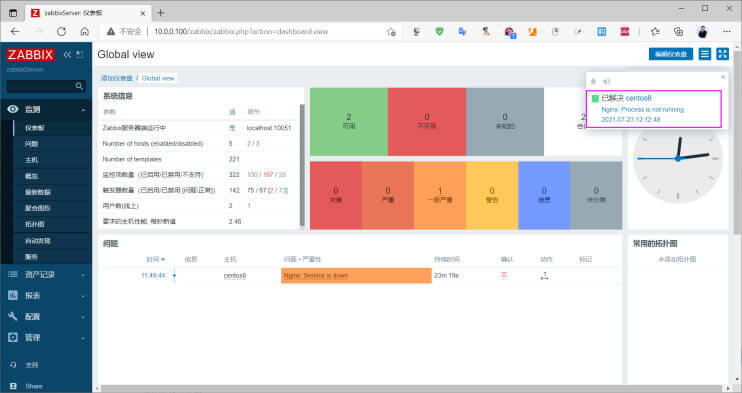 zabbixServer: 仪表板
不安全
10.0.0.100/zabbix/zabbix.php?action=dashboard.view
ZABBIX
zabbixServer
Global view
编辑仪表盘
添加仪表盘 / Global view
监测
仪表板
问题
主机
概览
最新数据
聚合图形
拓扑图
自动发现
服务
资产记录
报表
配置
管理
支持
Share
系统信息
参数 值 细节
Zabbix服务器端运行中 是 localhost:10051
Number of hosts (enabled/disabled) 5 2 / 3
Number of templates 221
监控项数量（已启用/已禁用/不支持） 322 130 / 167 / 25
触发器数量（已启用/已禁用 [问题/正常]） 142 75 / 67 [2 / 73]
用户数(线上) 2 1
要求的主机性能, 每秒新值 2.46
2
可用
0
不可用
0
未知的
2
0
灾难
0
严重
1
一般严重
0
警告
0
信息
0
未分类
已解决 centos8
Nginx: Process is not running
2021-07-23 12:12:48
问题
时间 信息 主机 问题 • 严重性 持续时间 确认 动作 标记
11:49:44 centos8 Nginx: Service is down 23m 19s 不 1
常用的拓扑图
未添加拓扑图